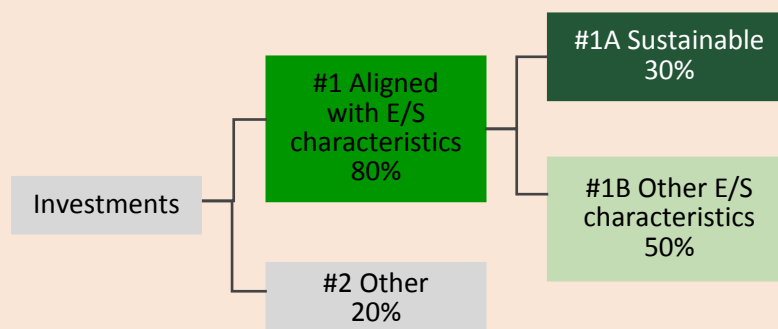 Investments
#1 Aligned
with E/S
characteristics
80%
#2 Other
20%
#1A Sustainable
30%
#1B Other E/S
characteristics
50%